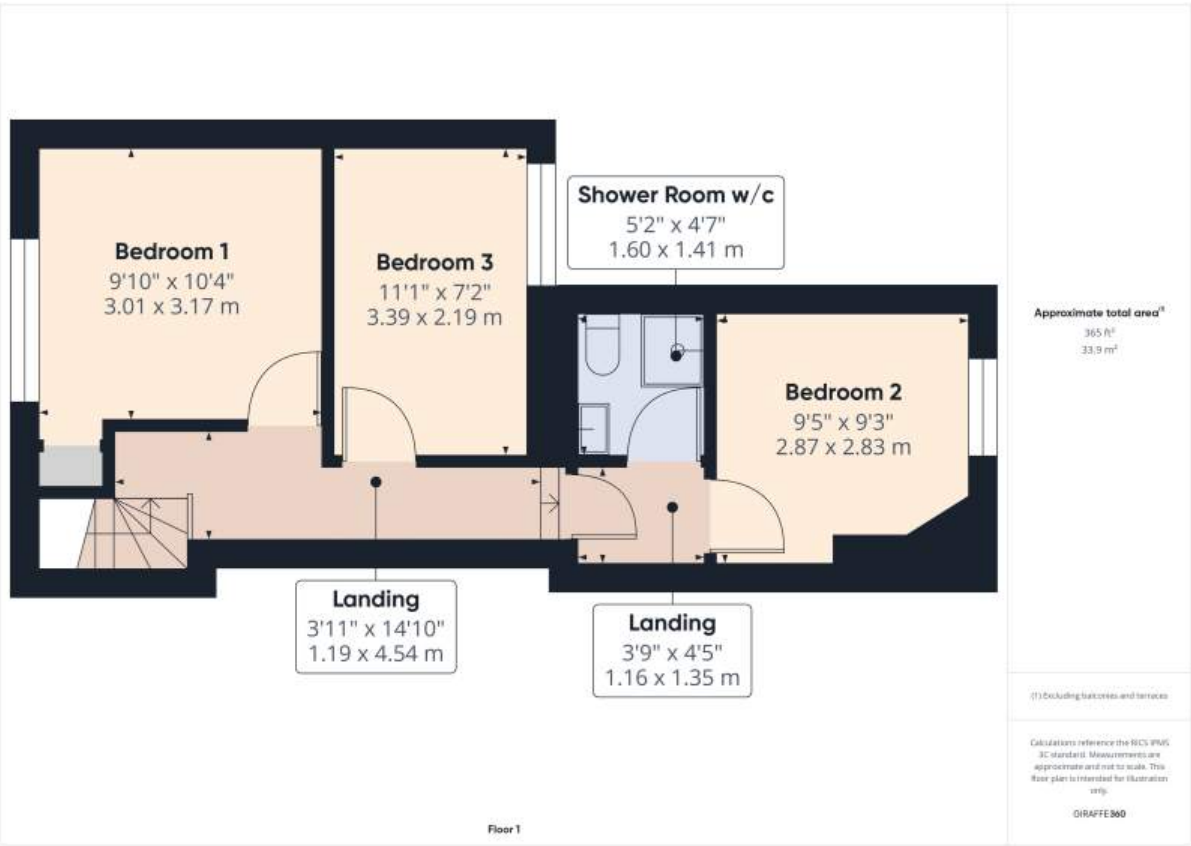 Bedroom 1
9'10" x 10'4"
3.01 x 3.17 m
Bedroom 3
11'1" x 7'2"
3.39 x 2.19 m
Shower Room w/c
5'2" x 4'7"
1.60 x 1.41 m
Bedroom 2
9'5" x 9'3"
2.87 x 2.83 m
Landing
3'11" x 14'10"
1.19 x 4.54 m
Landing
3'9" x 4'5"
1.16 x 1.35 m
Floor 1
Approximate total area⁽¹⁾
365 ft²
33.9 m²
(1) Excluding balconies and terraces
Calculations reference the RICS IPMS
3C standard. Measurements are
approximate and not to scale. This
floor plan is intended for illustration
only.
GIRAFFE360